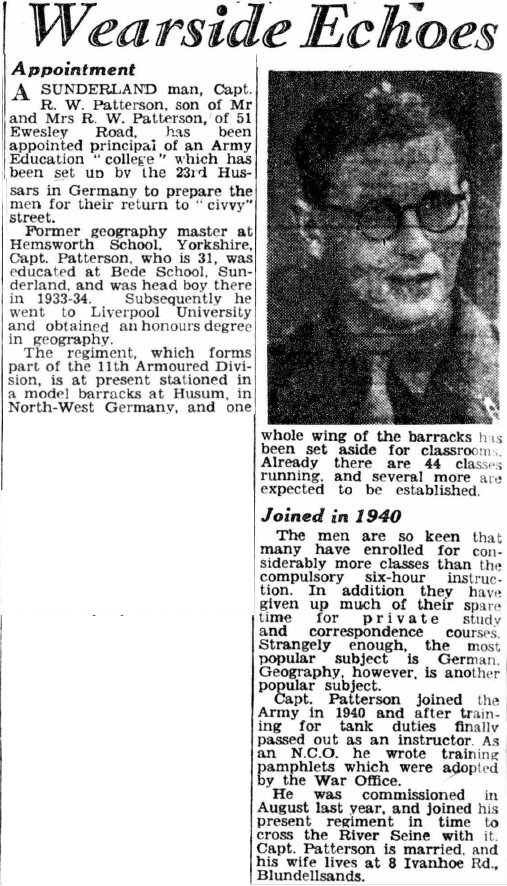 Wearside Echoes
Appointment
A SUNDERLAND man, Capt.
R. W. Patterson, son of Mr
and Mrs R. W. Patterson, of 51
Ewesley Road, has been
appointed principal of an Army
Education "college" which has
been set up by the 23rd Hus-
sars in Germany to prepare the
men for their return to "civvy"
street.
Former geography master at
Hemsworth School, Yorkshire,
Capt. Patterson, who is 31, was
educated at Bede School, Sun-
derland, and was head boy there
in 1933-34. Subsequently he
went to Liverpool University
and obtained an honours degree
in geography.
The regiment, which forms
part of the 11th Armoured Divi-
sion, is at present stationed in
a model barracks at Husum, in
North-West Germany, and one
whole wing of the barracks has
been set aside for classrooms.
Already there are 44 classes
running, and several more are
expected to be established.
Joined in 1940
The men are so keen that
many have enrolled for con-
siderably more classes than the
compulsory six-hour instruc-
tion. In addition they have
given up much of their spare
time for private study
and correspondence courses.
Strangely enough, the most
popular subject is German.
Geography, however, is another
popular subject.
Capt. Patterson joined the
Army in 1940 and after train-
ing for tank duties finally
passed out as an instructor. As
an N.C.O. he wrote training
pamphlets which were adopted
by the War Office.
He was commissioned in
August last year, and joined his
present regiment in time to
cross the River Seine with it.
Capt. Patterson is married, and
his wife lives at 8 Ivanhoe Rd.,
Blundellsands.